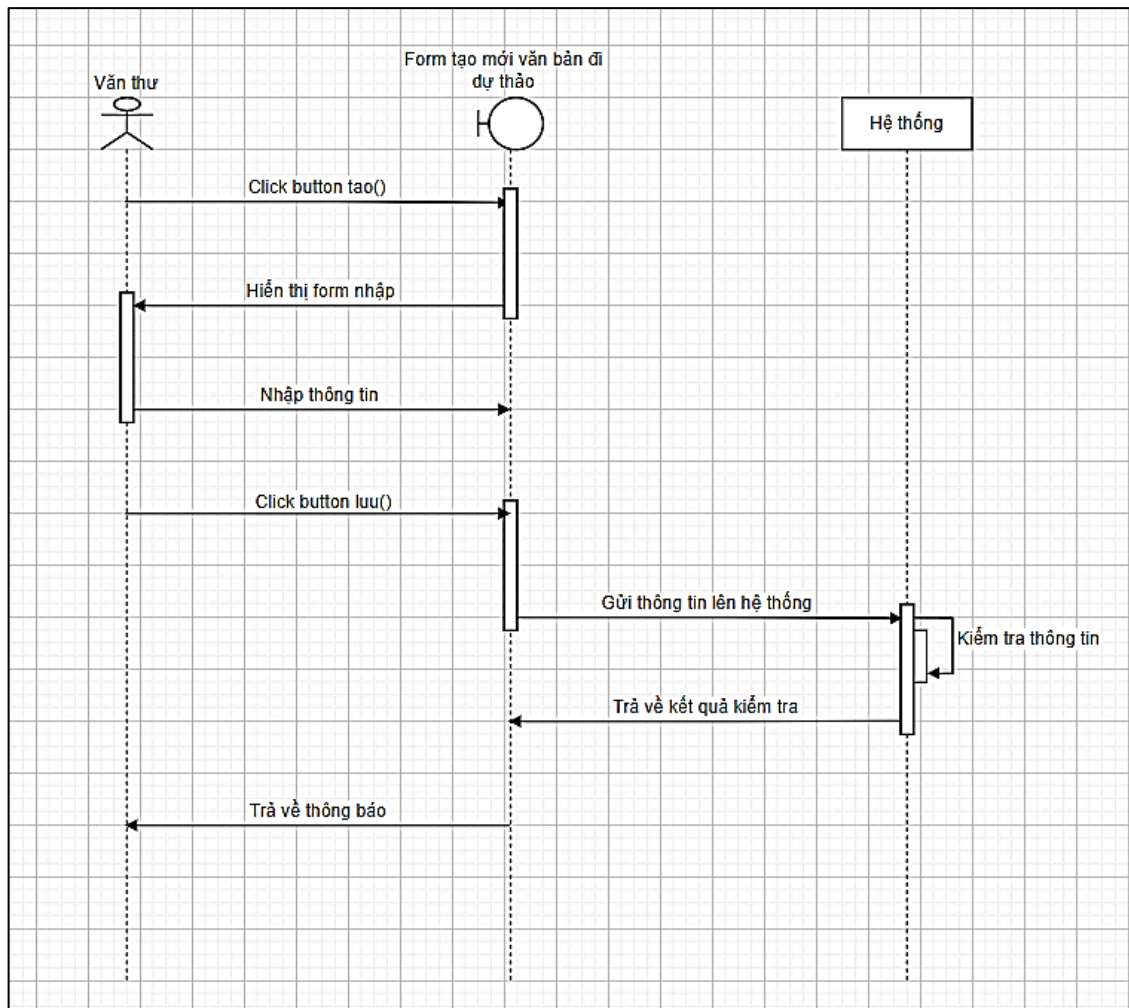 Văn thư
Form tạo mới văn bản đi
dự thảo
Hệ thống
Click button tao()
Hiển thị form nhập
Nhập thông tin
Click button luu()
Gửi thông tin lên hệ thống
Kiểm tra thông tin
Trả về kết quả kiểm tra
Trả về thông báo